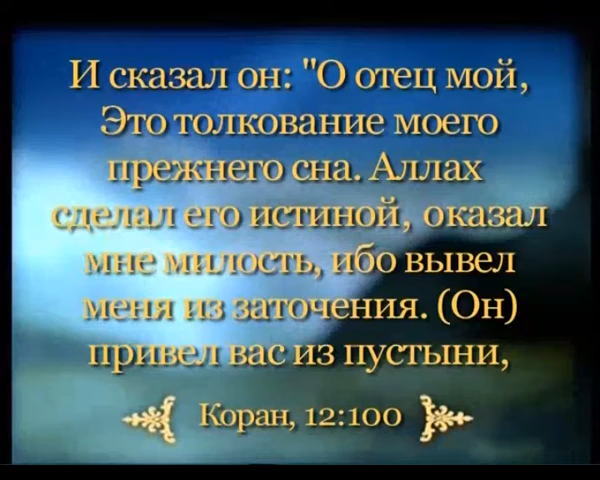 И сказал он: "О отец мой,
Это толкование моего
прежнего сна. Аллах
сделал его истиной, оказал
мне милость, ибо вывел
меня из заточения. (Он)
привел вас из пустыни,
Коран, 12:100